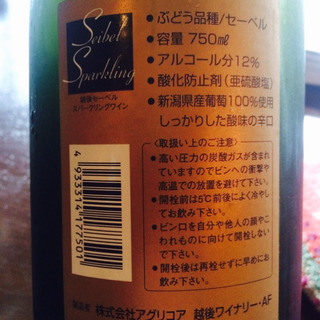 Seibel
Sparkling
越後セーベル
スパークリングワイン
●ぶどう品種/セーベル
●容量 750㎖
●アルコール分12%
●酸化防止剤(亜硫酸塩)
●新潟県産葡萄100%使用
しっかりした酸味の辛口
〈取扱い上のご注意〉
●高い圧力の炭酸ガスが含まれ
ていますのでビンへの衝撃や
高温での放置を避けて下さい。
●開栓前は5℃前後によく冷やし
てお飲み下さい。
●ビン口を自分や他人の顔やこ
われものに向けて開栓しない
で下さい。
●開栓後は再栓せずに早めにお
飲み下さい。
4 933314 177501
製造者 株式会社アグリコア 越後ワイナリー・AF